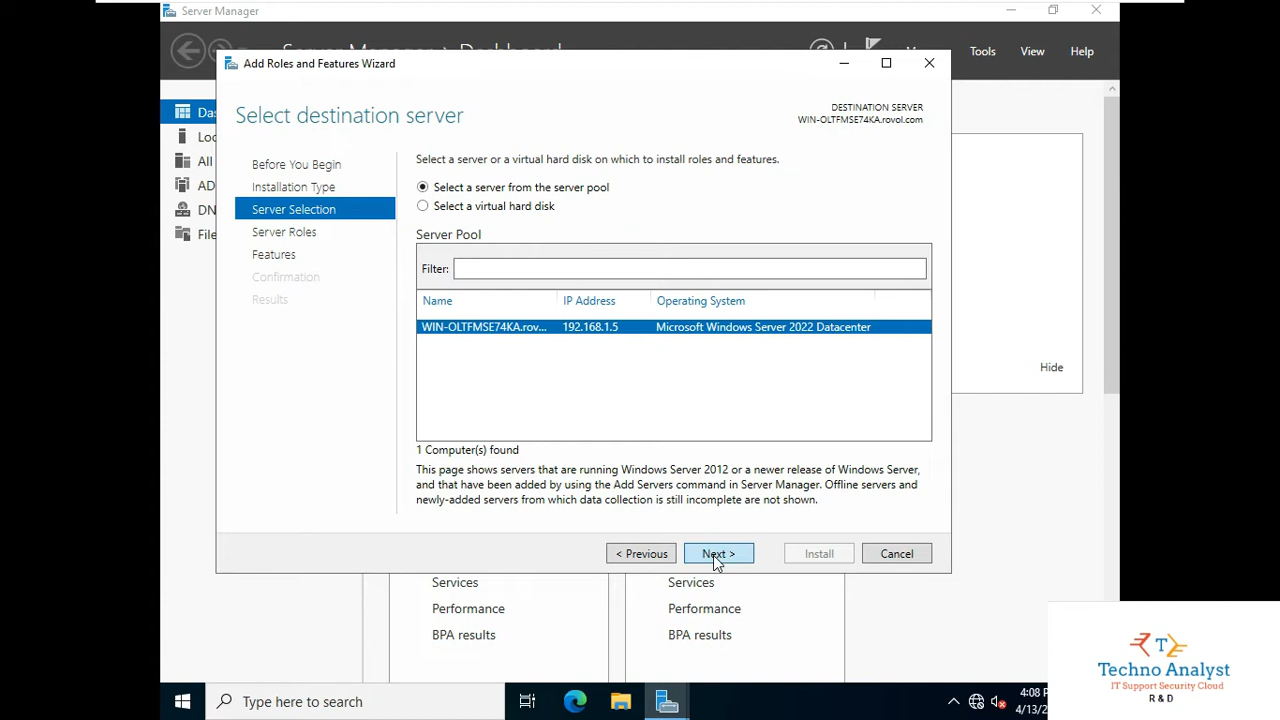 Server Manager
Tools
View
Help
Add Roles and Features Wizard
Select destination server
DESTINATION SERVER
WIN-OLTFMSE74KA.rovol.com
Before You Begin
Installation Type
Server Selection
Server Roles
Features
Confirmation
Results
Select a server or a virtual hard disk on which to install roles and features.
Select a server from the server pool
Select a virtual hard disk
Server Pool
Filter:
Name IP Address Operating System
WIN-OLTFMSE74KA.rov... 192.168.1.5 Microsoft Windows Server 2022 Datacenter
1 Computer(s) found
This page shows servers that are running Windows Server 2012 or a newer release of Windows Server,
and that have been added by using the Add Servers command in Server Manager. Offline servers and
newly-added servers from which data collection is still incomplete are not shown.
< Previous
Next >
Install
Cancel
Hide
Services
Performance
BPA results
Services
Performance
BPA results
Type here to search
4:08 P
4/13/2
Techno Analyst
IT Support Security Cloud
R & D